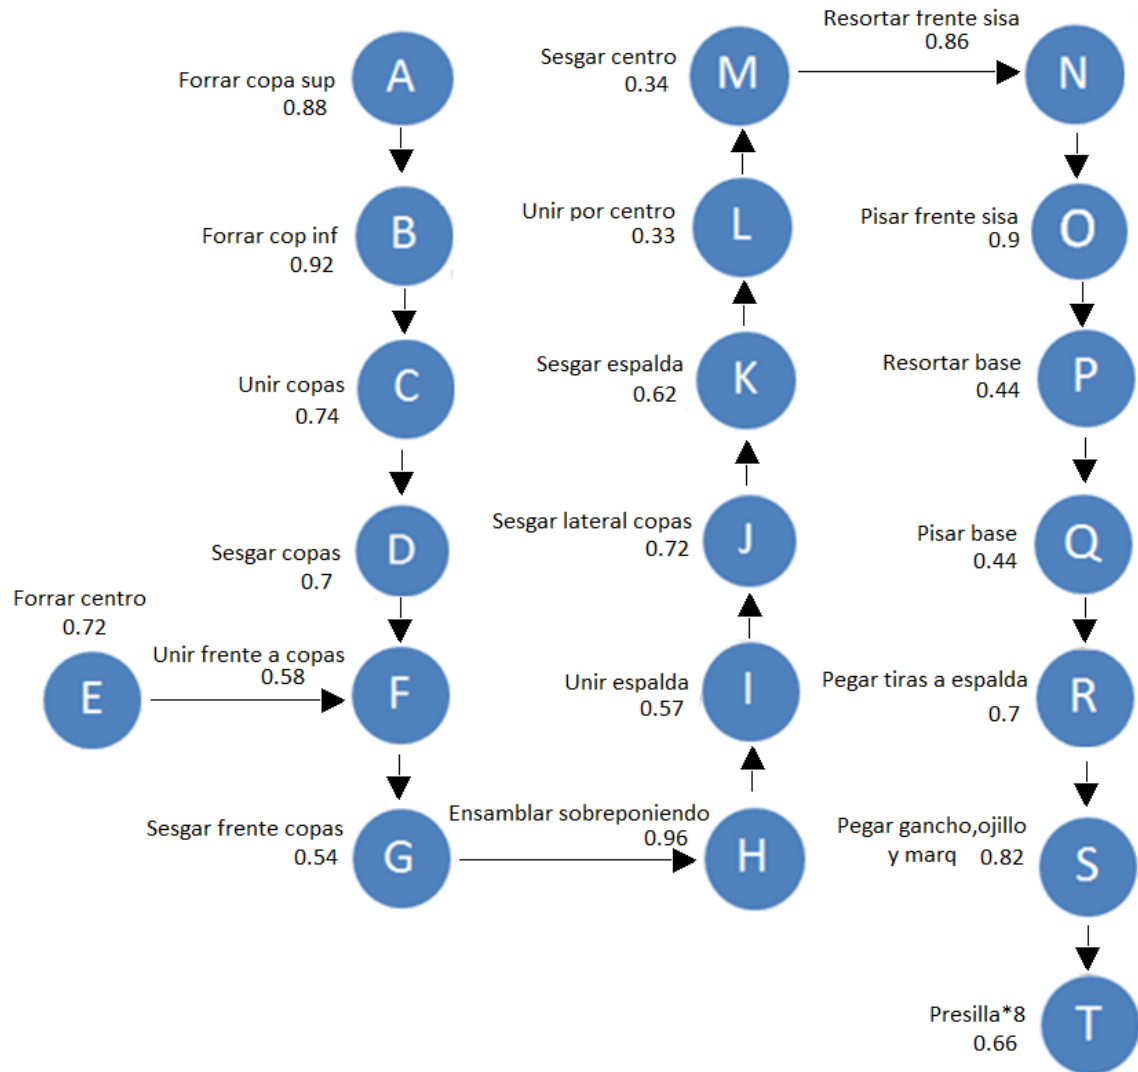 Forrar copa sup
0.88
A
Forrar cop inf
0.92
B
Unir copas
0.74
C
Sesgar copas
0.7
D
Forrar centro
0.72
E
Unir frente a copas
0.58
F
Sesgar frente copas
0.54
G
Ensamblar sobreponiendo
0.96
H
Unir espalda
0.57
I
Sesgar lateral copas
0.72
J
Sesgar espalda
0.62
K
Unir por centro
0.33
L
Sesgar centro
0.34
M
Resortar frente sisa
0.86
N
Pisar frente sisa
0.9
O
Resortar base
0.44
P
Pisar base
0.44
Q
Pegar tiras a espalda
0.7
R
Pegar gancho,ojillo
y marq 0.82
S
Presilla*8
0.66
T